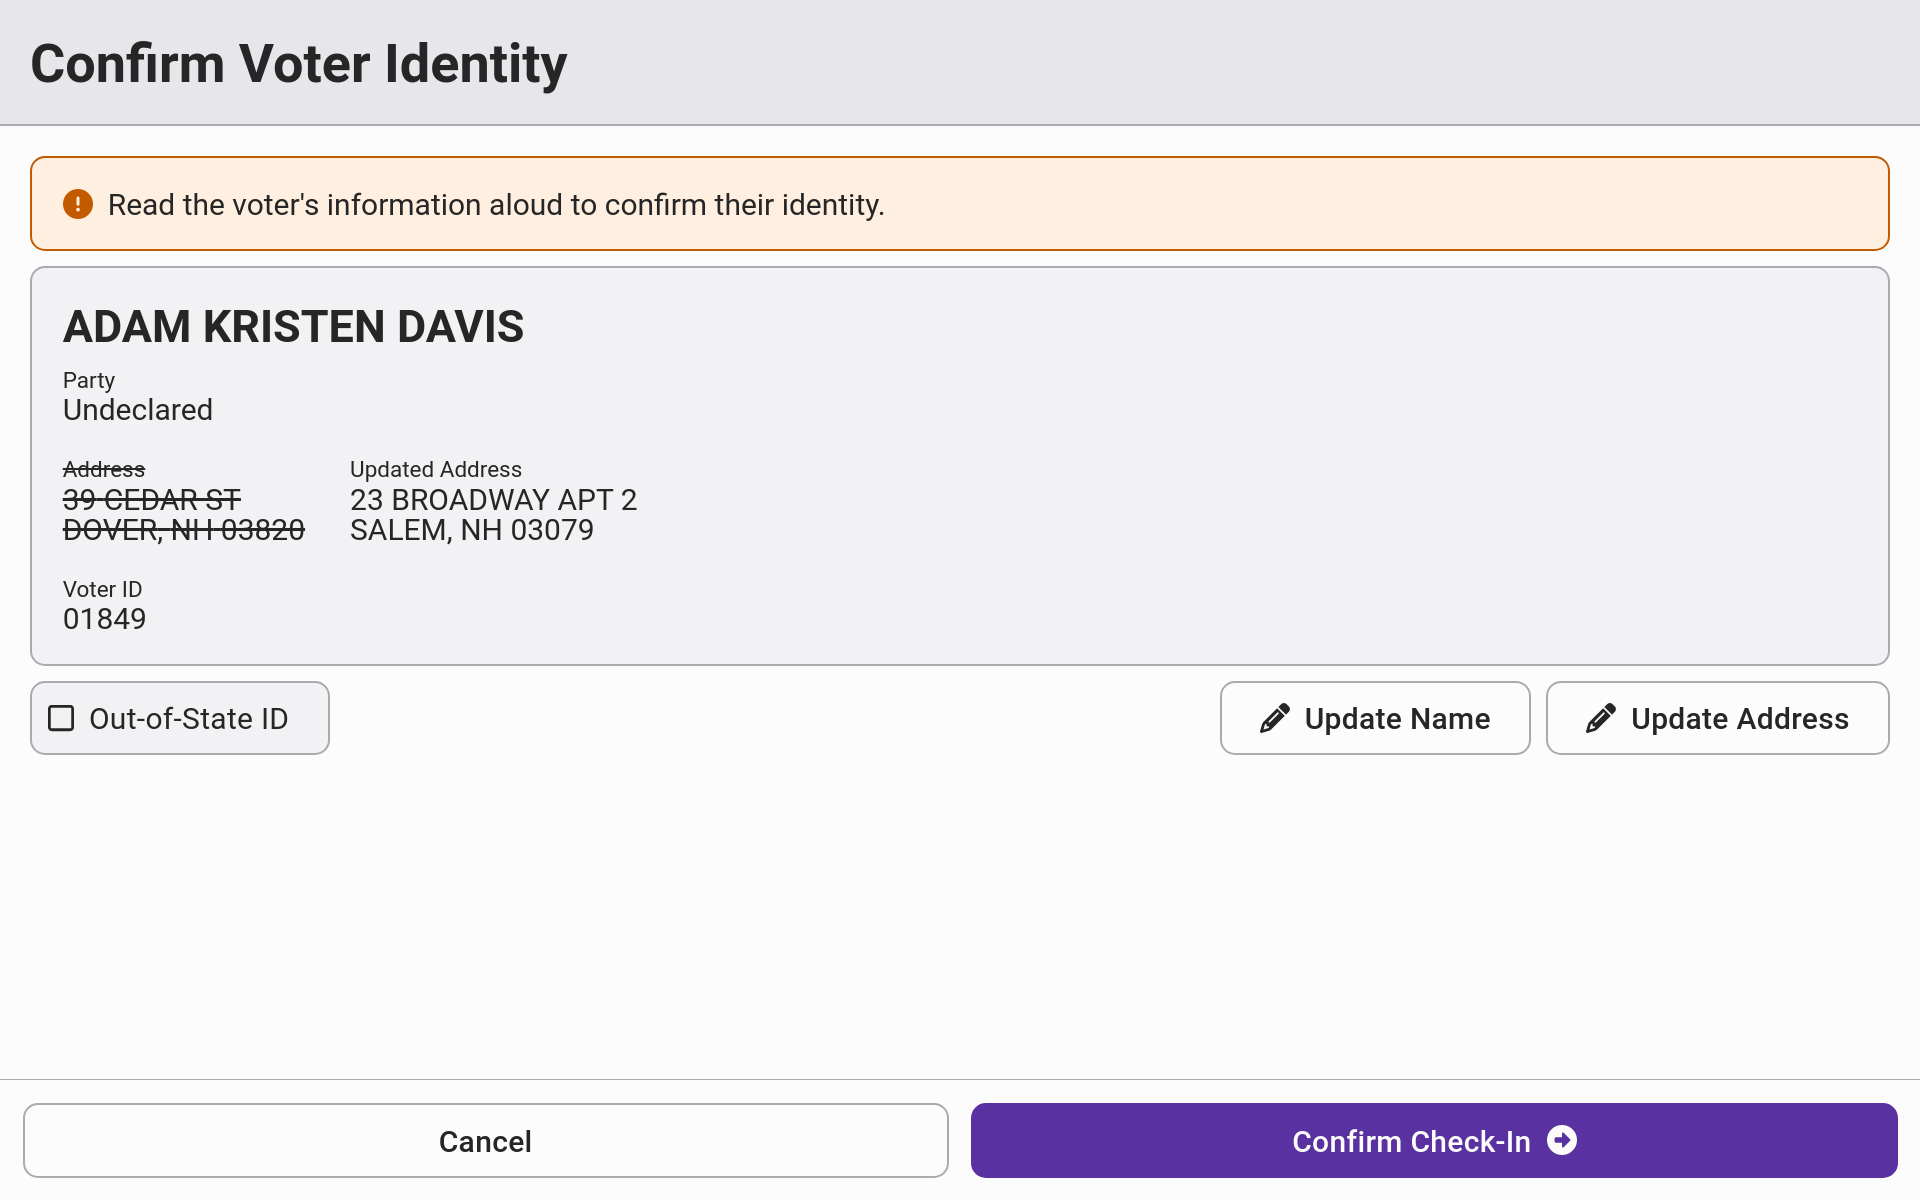 Confirm Voter Identity
Read the voter's information aloud to confirm their identity.
ADAM KRISTEN DAVIS
Party
Undeclared
Address
39 CEDAR ST
DOVER, NH 03820
Updated Address
23 BROADWAY APT 2
SALEM, NH 03079
Voter ID
01849
Out-of-State ID
Update Name
Update Address
Cancel
Confirm Check-In